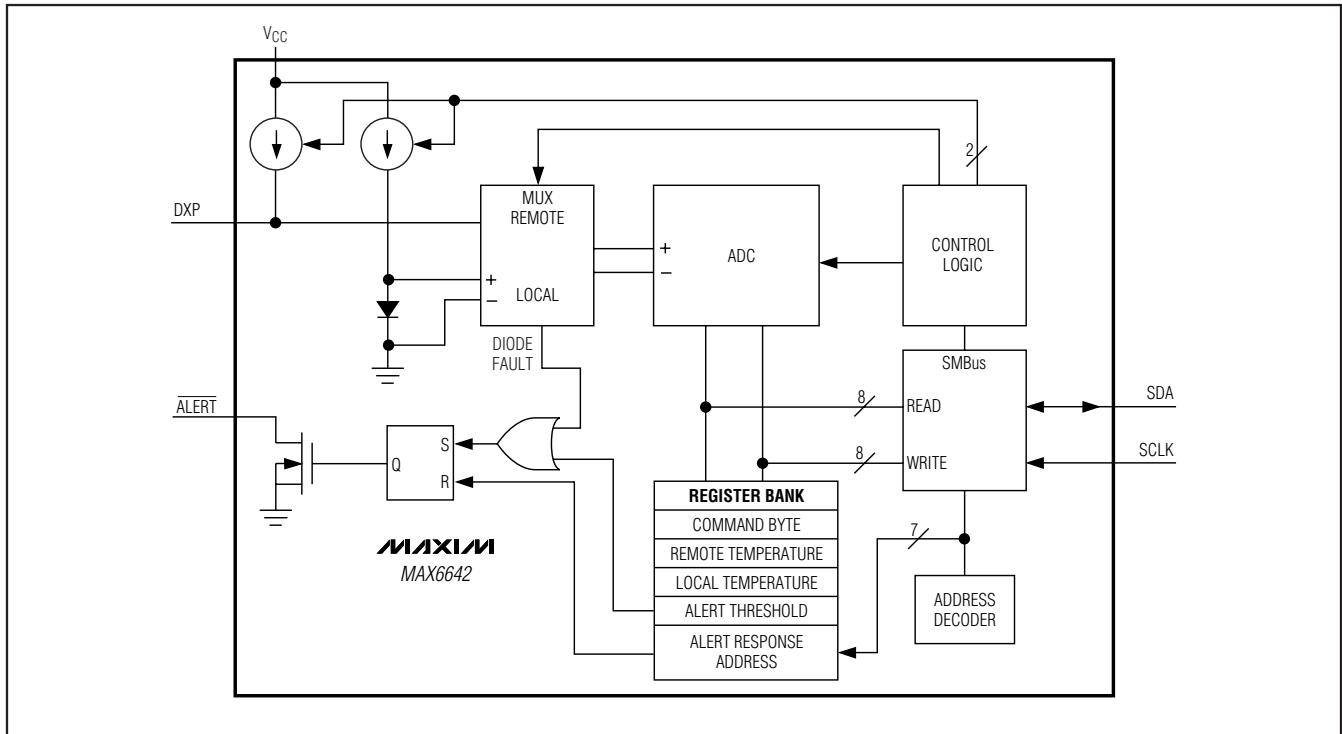 VCC
2
DXP
MUX
REMOTE
+
LOCAL
−
+
−
ADC
CONTROL
LOGIC
DIODE
FAULT
SMBus
ALERT
8
READ
SDA
S
Q
R
8
WRITE
SCLK
REGISTER BANK
COMMAND BYTE
REMOTE TEMPERATURE
LOCAL TEMPERATURE
ALERT THRESHOLD
ALERT RESPONSE
ADDRESS
7
MAXIM
MAX6642
ADDRESS
DECODER